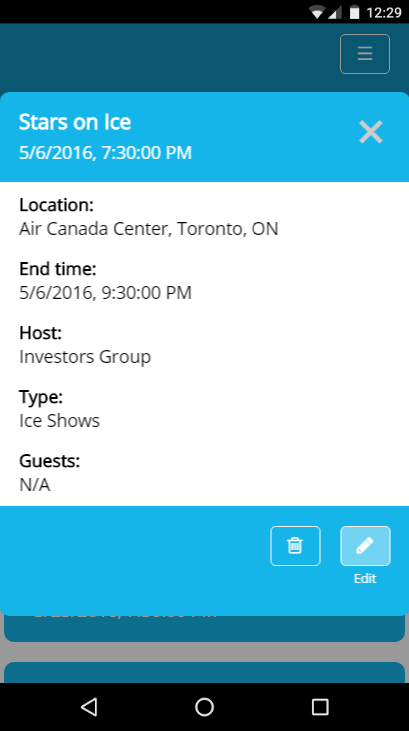 12:29
Stars on Ice
5/6/2016, 7:30:00 PM
Location:
Air Canada Center, Toronto, ON
End time:
5/6/2016, 9:30:00 PM
Host:
Investors Group
Type:
Ice Shows
Guests:
N/A
Edit